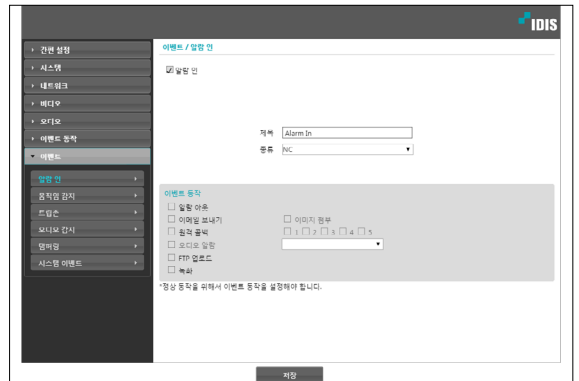 IDIS
간편 설정
시스템
네트워크
비디오
오디오
이벤트 동작
이벤트
알람 인
움직임 감지
트립존
오디오 감지
탬퍼링
시스템 이벤트
이벤트 / 알람 인
알람 인
제목 Alarm In
종류 NC
이벤트 동작
알람 아웃
이메일 보내기 이미지 첨부
원격 콜백 1 2 3 4 5
오디오 알람
FTP 업로드
녹화
*정상 동작을 위해서 이벤트 동작을 설정해야 합니다.
저장